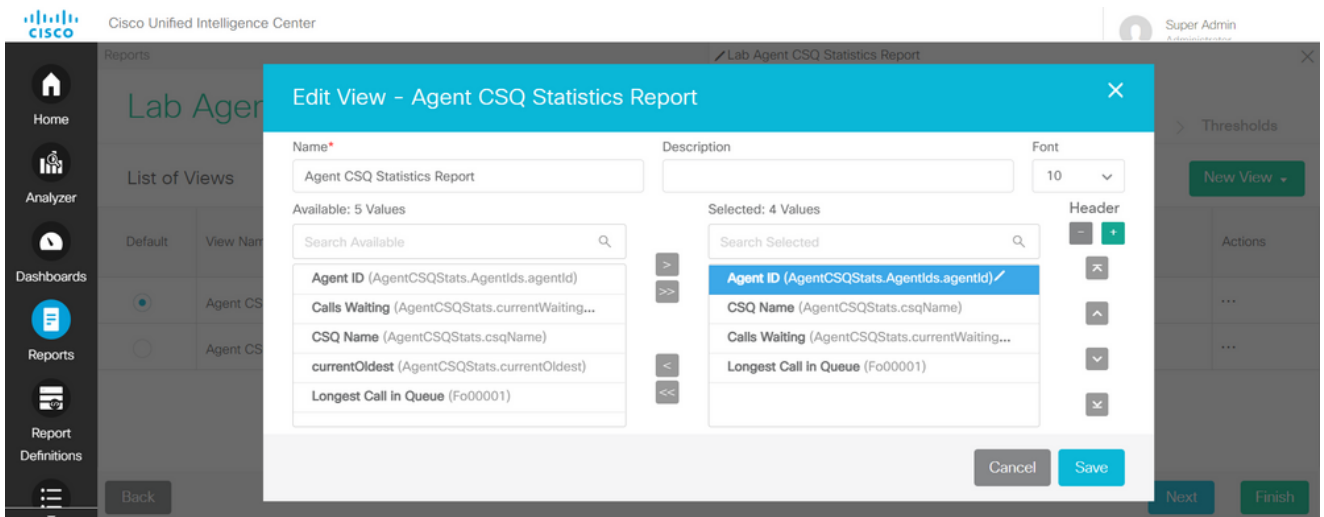 CISCO
Cisco Unified Intelligence Center
Super Admin
Administrator
Reports
Lab Agent CSQ Statistics Report
Home
Analyzer
Dashboards
Reports
Report
Definitions
Lab Agen
Thresholds
List of Views
New View
Default
View Nam
Actions
Agent CS
...
Agent CS
...
Back
Next
Finish
Edit View - Agent CSQ Statistics Report
Name*
Description
Font
Agent CSQ Statistics Report
10
Available: 5 Values
Selected: 4 Values
Header
Search Available
Search Selected
- +
Agent ID (AgentCSQStats.AgentIds.agentId)
Calls Waiting (AgentCSQStats.currentWaiting...
CSQ Name (AgentCSQStats.csqName)
currentOldest (AgentCSQStats.currentOldest)
Longest Call in Queue (Fo00001)
>
>>
<
<<
Agent ID (AgentCSQStats.AgentIds.agentId)
CSQ Name (AgentCSQStats.csqName)
Calls Waiting (AgentCSQStats.currentWaiting...
Longest Call in Queue (Fo00001)
Cancel
Save